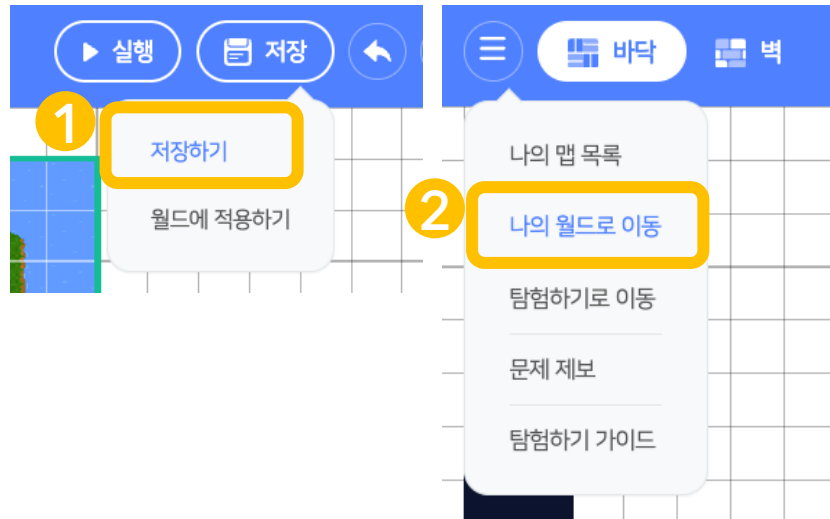 실행
저장
1
저장하기
월드에 적용하기
바닥
벽
나의 맵 목록
2
나의 월드로 이동
탐험하기로 이동
문제 제보
탐험하기 가이드